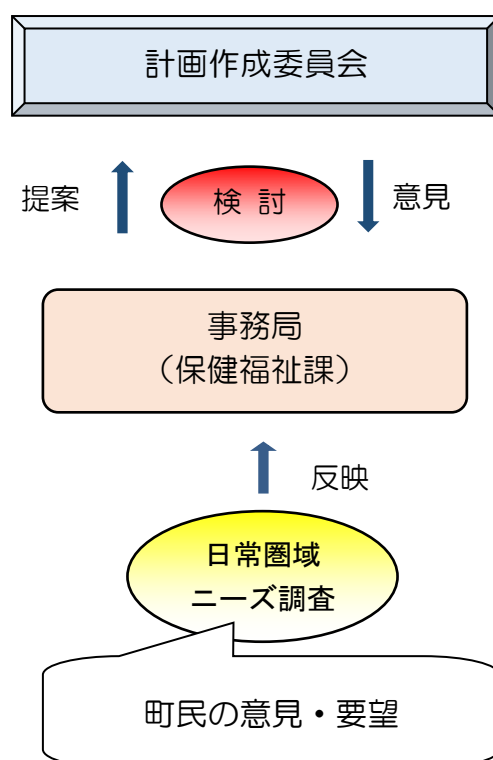 計画作成委員会
提案
検 討
意見
事務局
（保健福祉課）
反映
日常圏域
ニーズ調査
町民の意見・要望